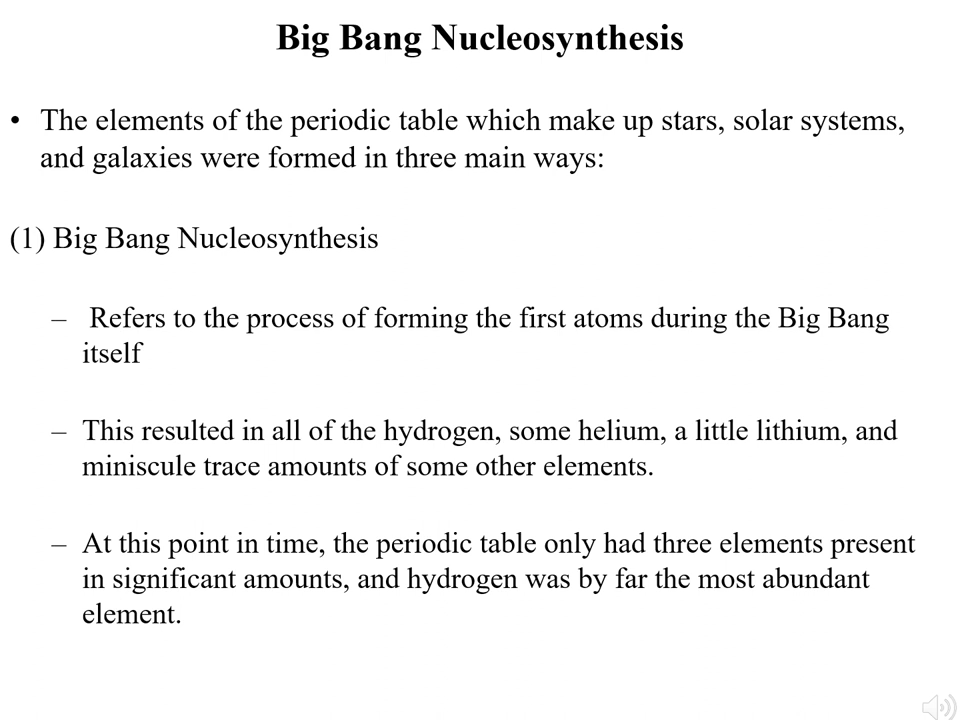 Big Bang Nucleosynthesis
• The elements of the periodic table which make up stars, solar systems,
and galaxies were formed in three main ways:
(1) Big Bang Nucleosynthesis
– Refers to the process of forming the first atoms during the Big Bang
itself
– This resulted in all of the hydrogen, some helium, a little lithium, and
miniscule trace amounts of some other elements.
– At this point in time, the periodic table only had three elements present
in significant amounts, and hydrogen was by far the most abundant
element.